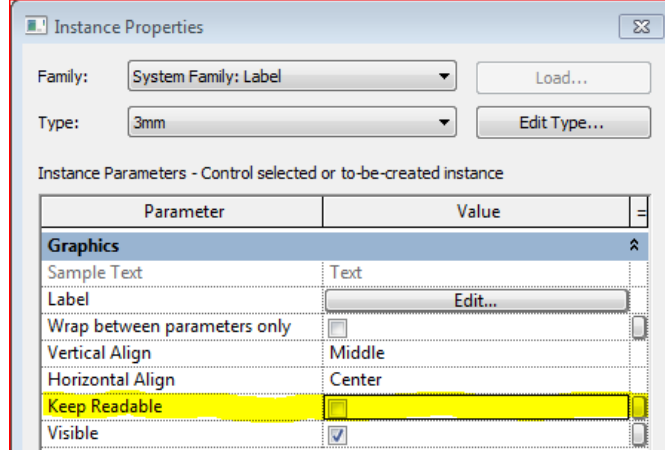 Instance Properties
Family: System Family: Label Load...
Type: 3mm Edit Type...
Instance Parameters - Control selected or to-be-created instance
Parameter Value =
Graphics
Sample Text Text
Label Edit...
Wrap between parameters only
Vertical Align Middle
Horizontal Align Center
Keep Readable
Visible